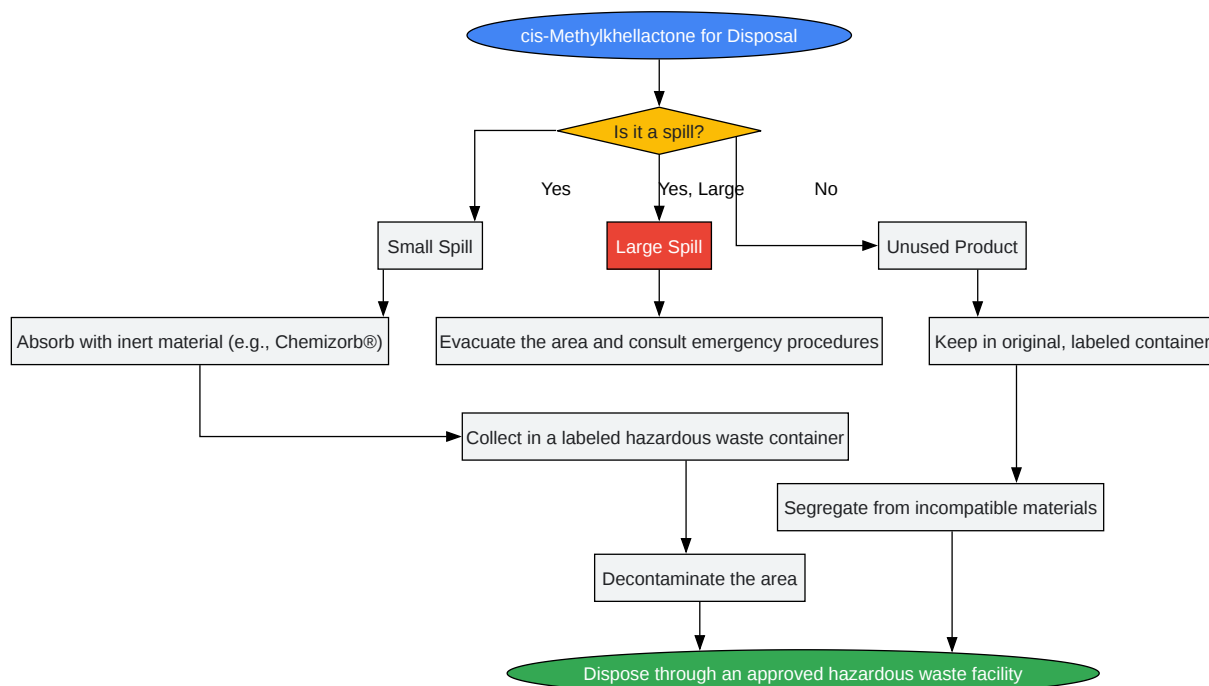 cis-Methylkhellactone for Disposal
Is it a spill?
Yes
Yes, Large
No
Small Spill
Large Spill
Unused Product
Absorb with inert material (e.g., Chemizorb®)
Evacuate the area and consult emergency procedures
Keep in original, labeled container
Collect in a labeled hazardous waste container
Segregate from incompatible materials
Decontaminate the area
Dispose through an approved hazardous waste facility